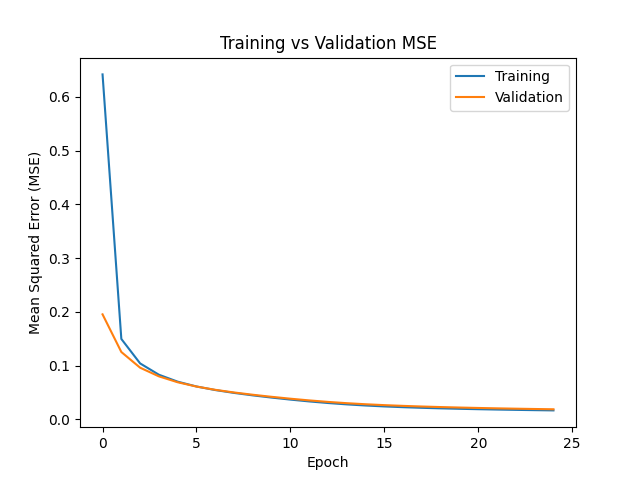 Training vs Validation MSE
Training
Validation
Mean Squared Error (MSE)
0.6
0.5
0.4
0.3
0.2
0.1
0.0
0 5 10 15 20 25
Epoch